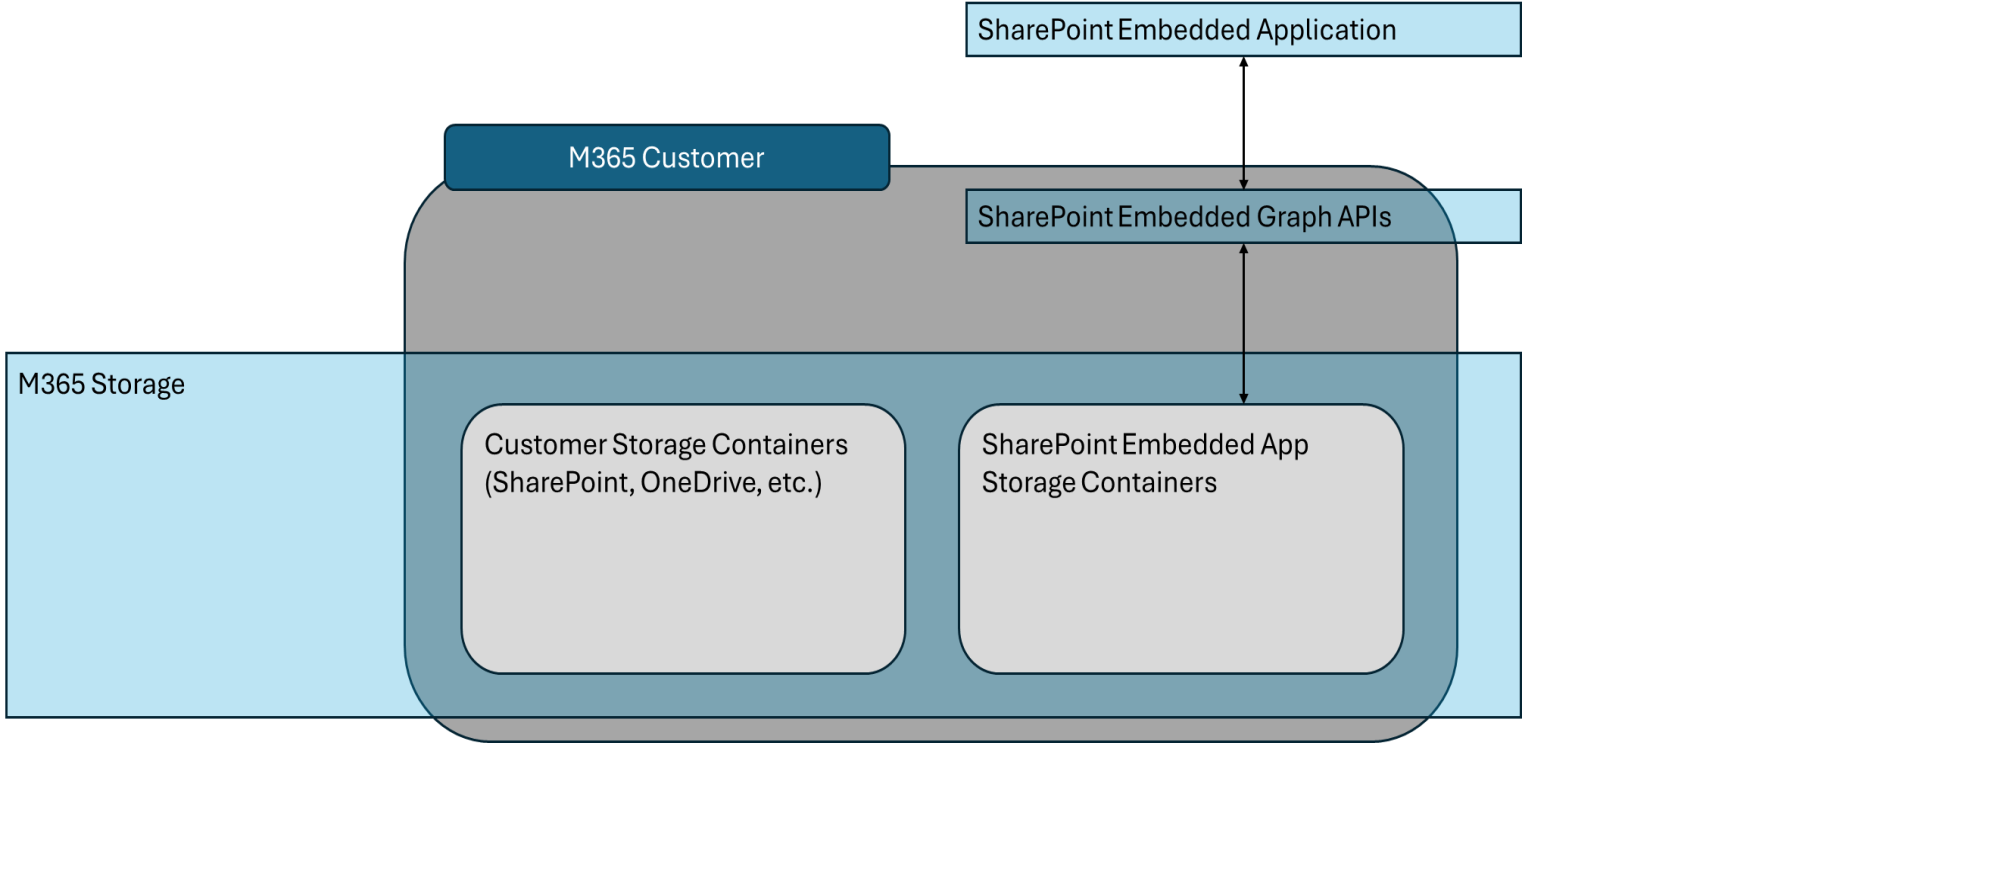 SharePoint Embedded Application
M365 Customer
SharePoint Embedded Graph APIs
M365 Storage
Customer Storage Containers
(SharePoint, OneDrive, etc.)
SharePoint Embedded App
Storage Containers